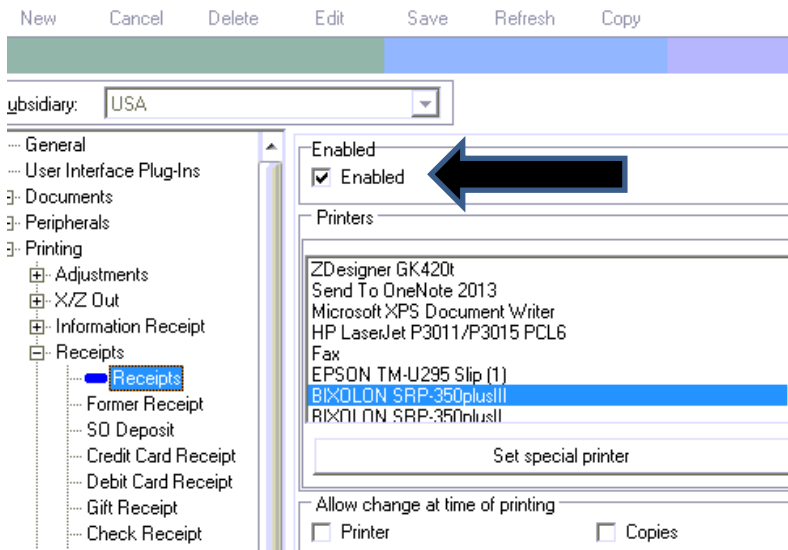 New Cancel Delete Edit Save Refresh Copy
ubsidiary: USA
General
User Interface Plug-Ins
Documents
Peripherals
Printing
Adjustments
X/Z Out
Information Receipt
Receipts
Receipts
Former Receipt
SO Deposit
Credit Card Receipt
Debit Card Receipt
Gift Receipt
Check Receipt
Enabled
Enabled
Printers
ZDesigner GK420t
Send To OneNote 2013
Microsoft XPS Document Writer
HP LaserJet P3011/P3015 PCL6
Fax
EPSON TM-U295 Slip (1)
BIXOLON SRP-350plusIII
BIXOLON SRP-350plusII
Set special printer
Allow change at time of printing
Printer Copies